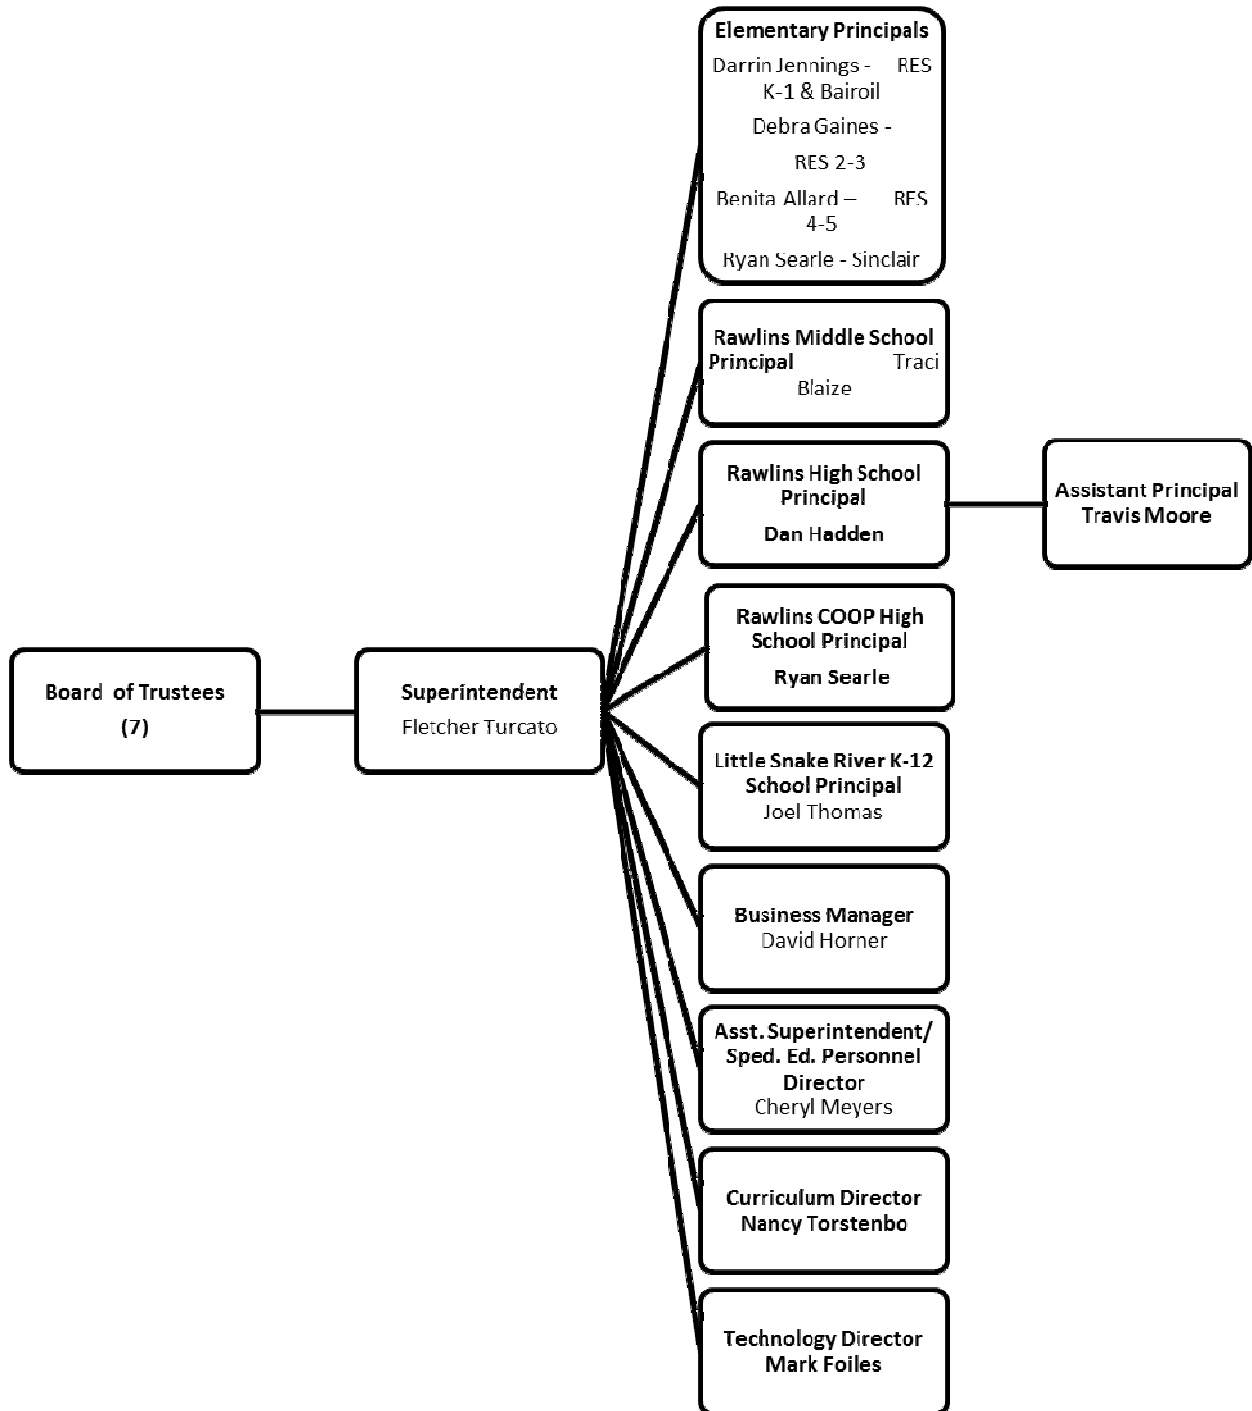 Elementary Principals
Darrin Jennings - RES
K-1 & Bairoil
Debra Gaines -
RES 2-3
Benita Allard – RES
4-5
Ryan Searle - Sinclair
Rawlins Middle School
Principal Traci
Blaize
Rawlins High School
Principal
Dan Hadden
Assistant Principal
Travis Moore
Rawlins COOP High
School Principal
Ryan Searle
Board of Trustees
(7)
Superintendent
Fletcher Turcato
Little Snake River K-12
School Principal
Joel Thomas
Business Manager
David Horner
Asst. Superintendent/
Sped. Ed. Personnel
Director
Cheryl Meyers
Curriculum Director
Nancy Torstenbo
Technology Director
Mark Foiles